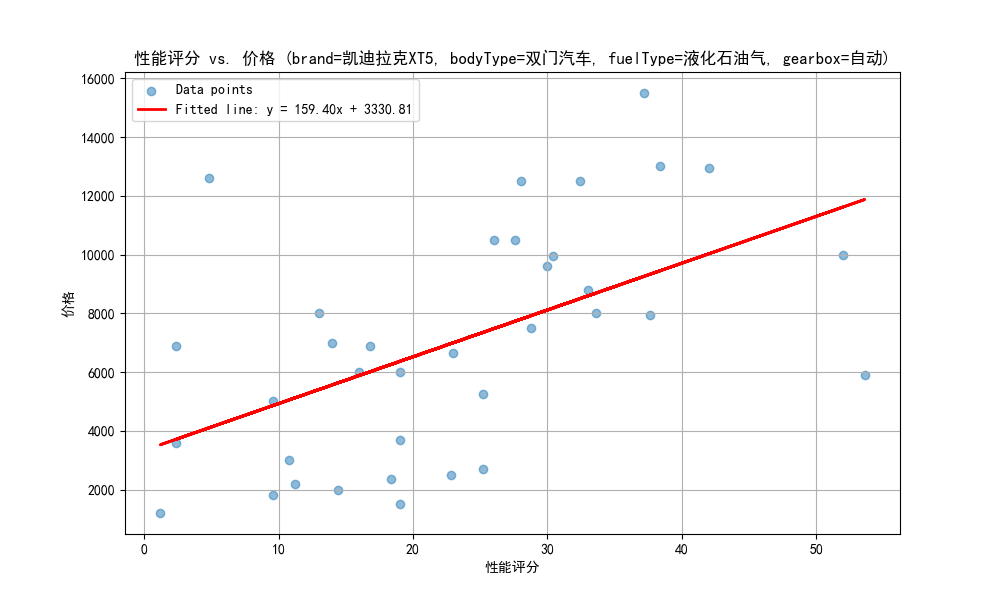 性能评分 vs. 价格 (brand=凯迪拉克XT5, bodyType=双门汽车, fuelType=液化石油气, gearbox=自动)
Data points
Fitted line: y = 159.40x + 3330.81
16000
14000
12000
10000
8000
6000
4000
2000
价格
0 10 20 30 40 50
性能评分